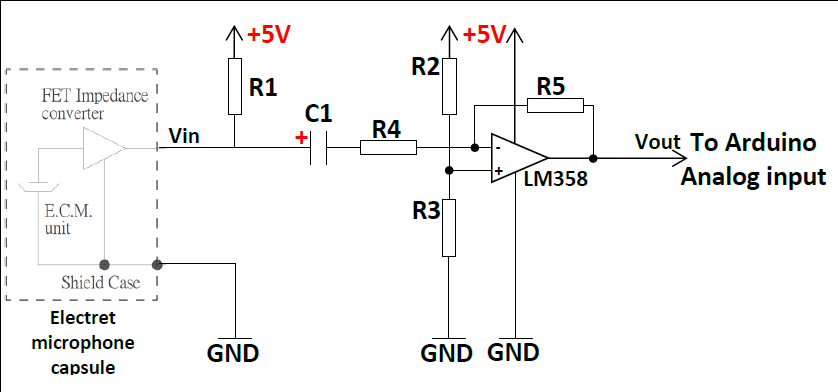 +5V
+5V
R2
R5
R1
FET Impedance
converter
C1
+
R4
Vin
-
Vout To Arduino
Analog input
+
LM358
E.C.M.
unit
R3
Shield Case
Electret
microphone
capsule
GND
GND
GND